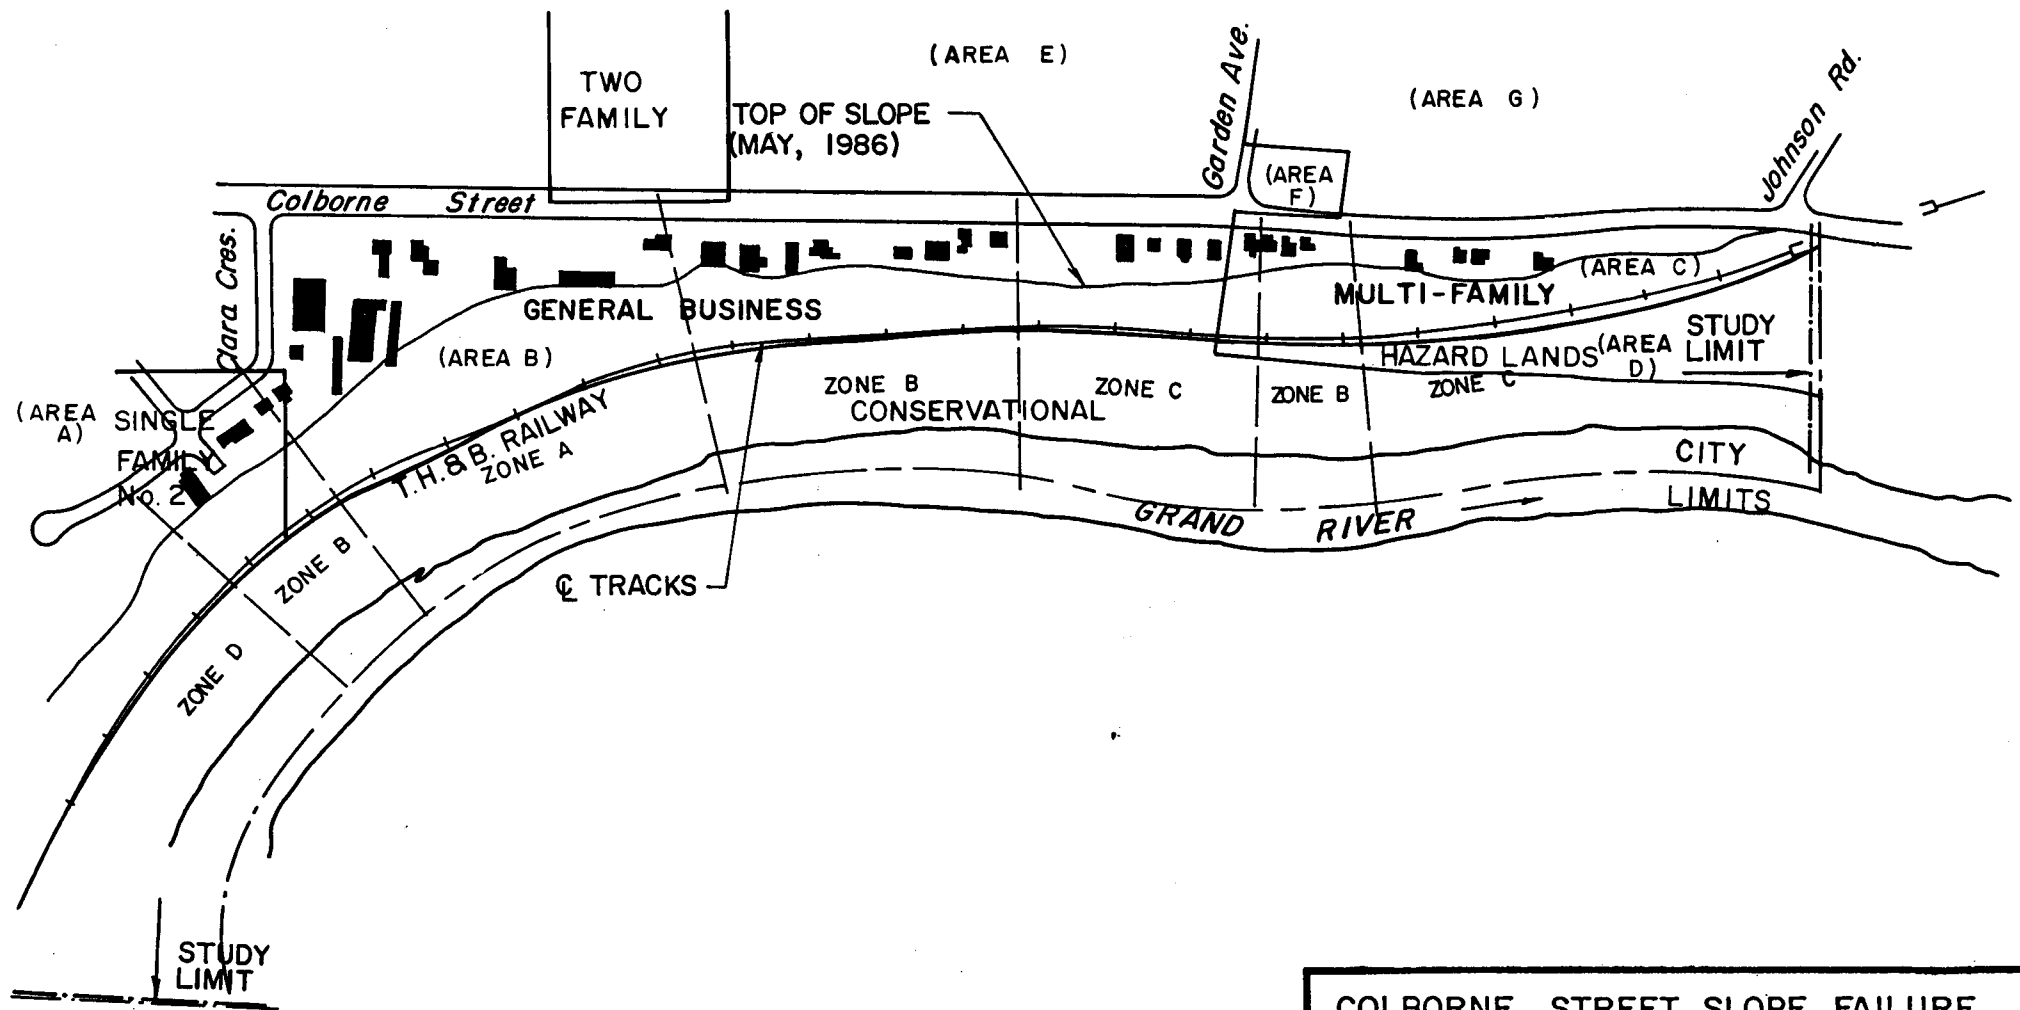 (AREA E)
TWO
FAMILY
TOP OF SLOPE
(MAY, 1986)
Garden Ave.
(AREA G)
Johnson Rd.
(AREA
F)
Colborne Street
Clara Cres.
(AREA C)
GENERAL BUSINESS
MULTI-FAMILY
(AREA B)
STUDY
LIMIT
HAZARD LANDS
(AREA
D)
ZONE B
ZONE C
ZONE B
ZONE C
CONSERVATIONAL
(AREA
A)
SINGLE
FAMILY
No. 2
T.H. & B. RAILWAY
ZONE A
CITY
LIMITS
GRAND RIVER
ZONE B
℄ TRACKS
ZONE D
STUDY
LIMIT
COLBORNE STREET SLOPE FAILURE